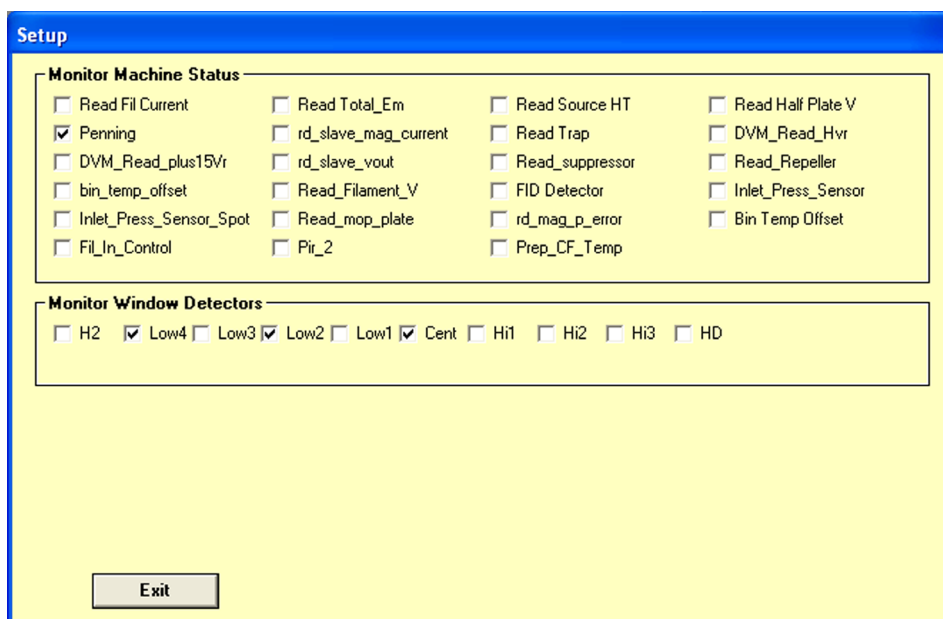 Setup
Monitor Machine Status
Read Fil Current Read Total_Em Read Source HT Read Half Plate V
Penning rd_slave_mag_current Read Trap DVM_Read_Hvr
DVM_Read_plus15Vr rd_slave_vout Read_suppressor Read_Repeller
bin_temp_offset Read_Filament_V FID Detector Inlet_Press_Sensor
Inlet_Press_Sensor_Spot Read_mop_plate rd_mag_p_error Bin Temp Offset
Fil_In_Control Pir_2 Prep_CF_Temp
Monitor Window Detectors
H2 Low4 Low3 Low2 Low1 Cent Hi1 Hi2 Hi3 HD
Exit